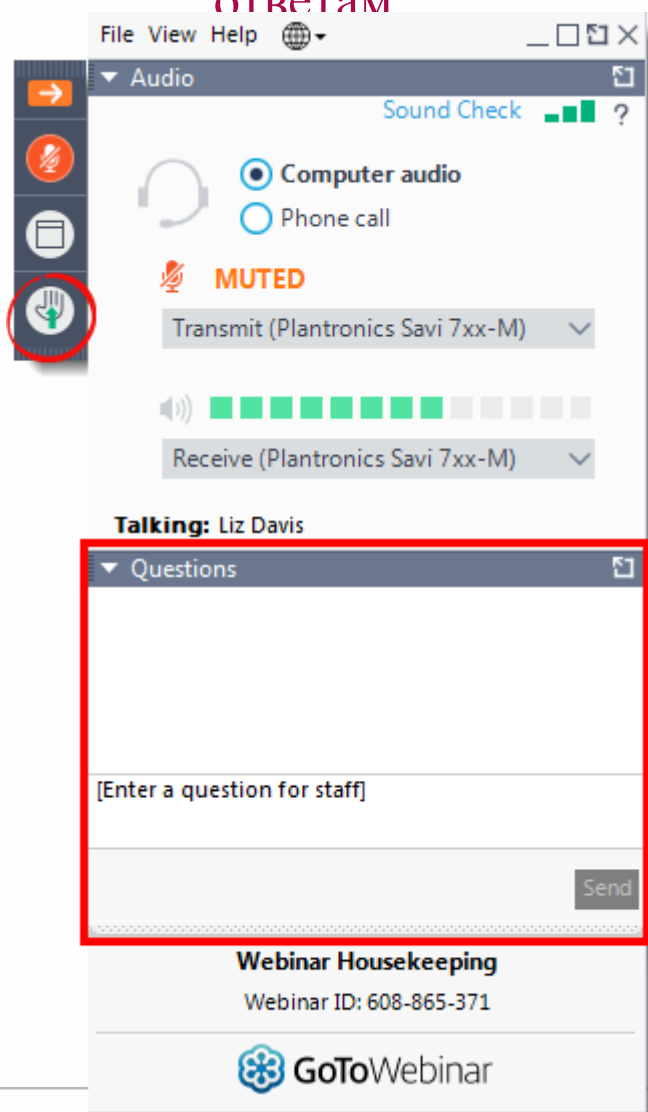 ответам
File View Help
Audio
Sound Check ?
Computer audio
Phone call
MUTED
Transmit (Plantronics Savi 7xx-M)
Receive (Plantronics Savi 7xx-M)
Talking: Liz Davis
Questions
[Enter a question for staff]
Send
Webinar Housekeeping
Webinar ID: 608-865-371
GoToWebinar